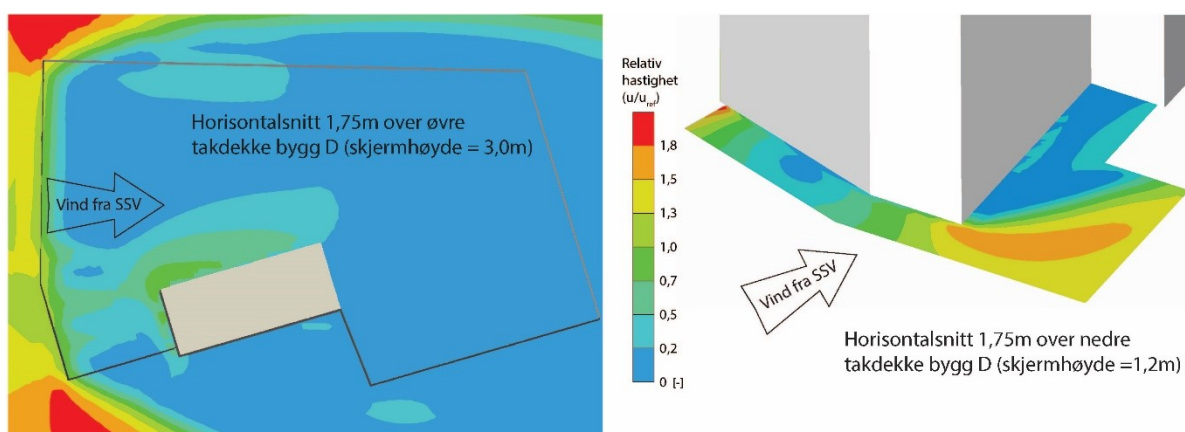 Horisontalsnitt 1,75m over øvre
takdekke bygg D (skjermhøyde = 3,0m)
Vind fra SSV
Relativ
hastighet
(u/uref)
1,8
1,5
1,3
1,0
0,7
0,5
0,2
0 [-]
Vind fra SSV
Horisontalsnitt 1,75m over nedre
takdekke bygg D (skjermhøyde =1,2m)